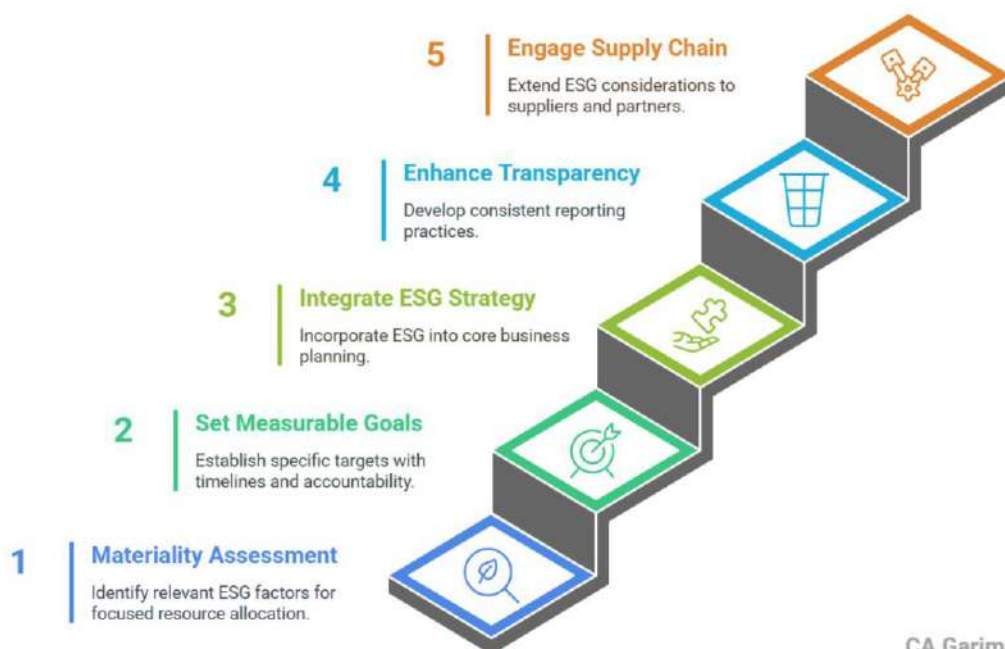 5
Engage Supply Chain
Extend ESG considerations to
suppliers and partners.
4
Enhance Transparency
Develop consistent reporting
practices.
3
Integrate ESG Strategy
Incorporate ESG into core business
planning.
2
Set Measurable Goals
Establish specific targets with
timelines and accountability.
1
Materiality Assessment
Identify relevant ESG factors for
focused resource allocation.
CA Garim